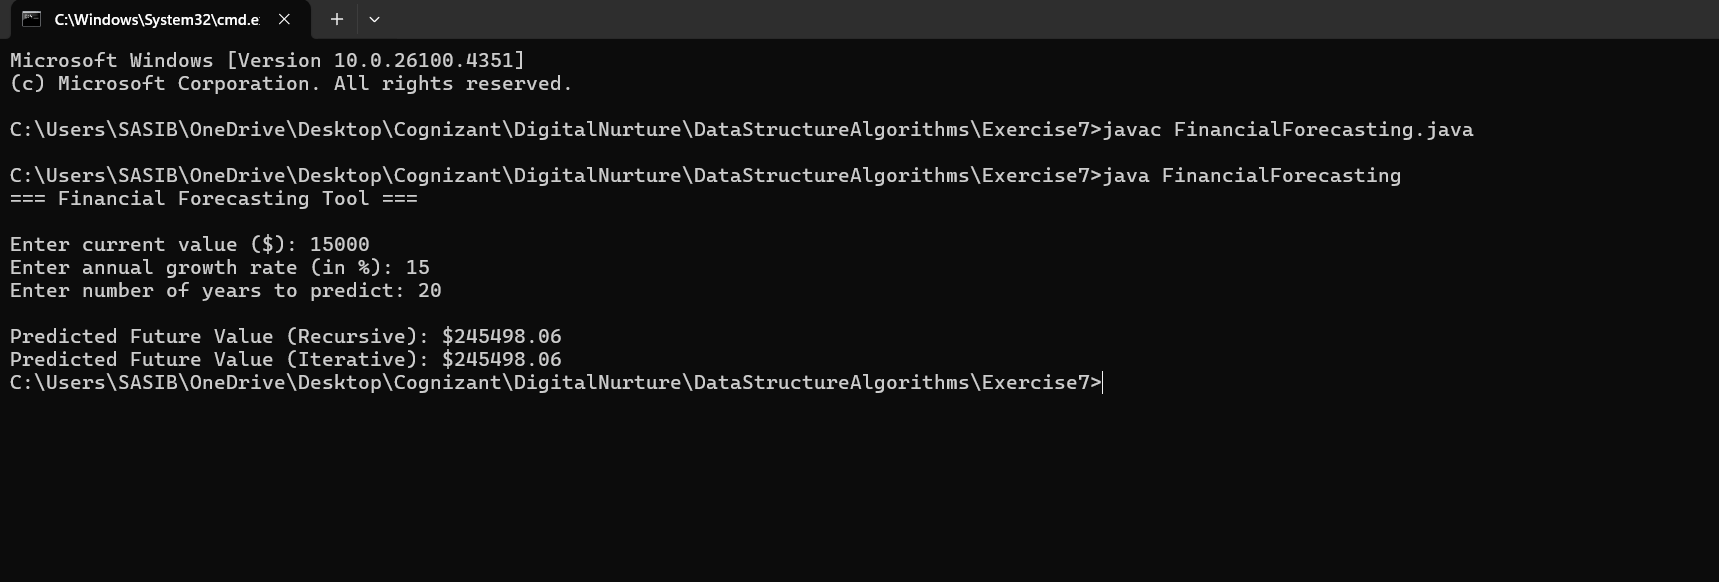 C:\Windows\System32\cmd.e
Microsoft Windows [Version 10.0.26100.4351]
(c) Microsoft Corporation. All rights reserved.
C:\Users\SASIB\OneDrive\Desktop\Cognizant\DigitalNurture\DataStructureAlgorithms\Exercise7>javac FinancialForecasting.java
C:\Users\SASIB\OneDrive\Desktop\Cognizant\DigitalNurture\DataStructureAlgorithms\Exercise7>java FinancialForecasting
=== Financial Forecasting Tool ===
Enter current value ($): 15000
Enter annual growth rate (in %): 15
Enter number of years to predict: 20
Predicted Future Value (Recursive): $245498.06
Predicted Future Value (Iterative): $245498.06
C:\Users\SASIB\OneDrive\Desktop\Cognizant\DigitalNurture\DataStructureAlgorithms\Exercise7>